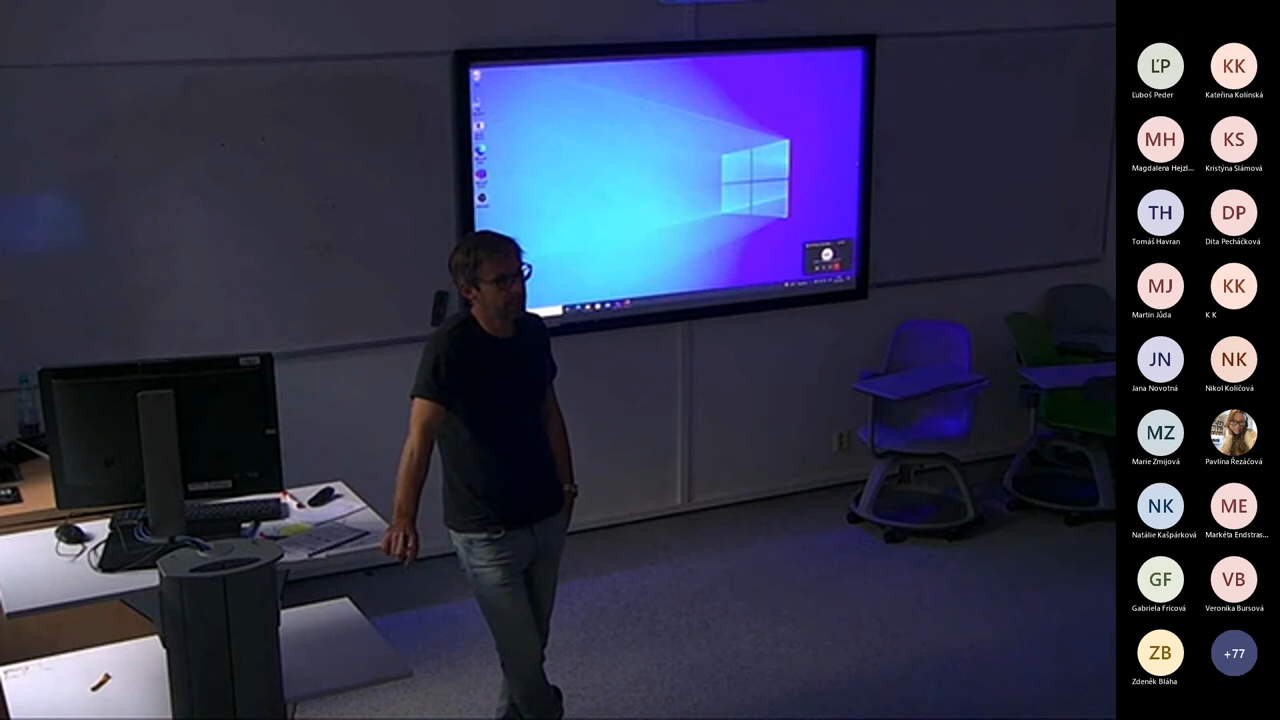 ĽP
KK
Ľuboš Peder
Kateřina Kolínská
MH
KS
Magdalena Hejzl...
Kristýna Slámová
TH
DP
Tomáš Havran
Dita Pecháčková
MJ
KK
Martin Jůda
K K
JN
NK
Jana Novotná
Nikol Količová
MZ
Marie Zmijová
Pavlína Řezáčová
NK
ME
Natálie Kašpárková
Markéta Endstras...
GF
VB
Gabriela Fricová
Veronika Bursová
ZB
+77
Zdeněk Bláha